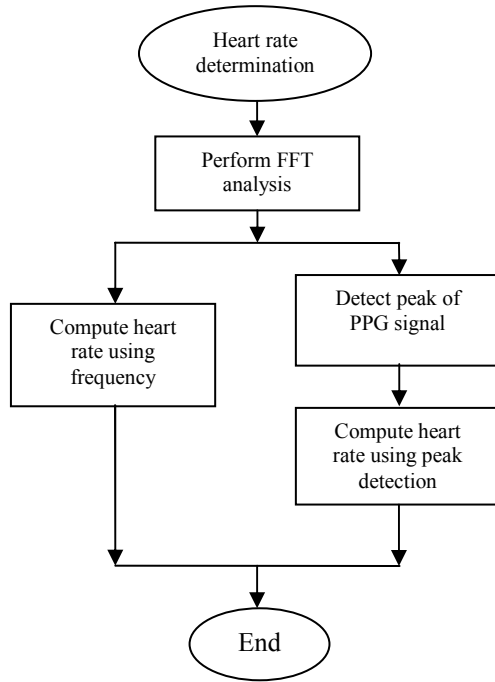 Heart rate
determination
Perform FFT
analysis
Compute heart
rate using
frequency
Detect peak of
PPG signal
Compute heart
rate using peak
detection
End